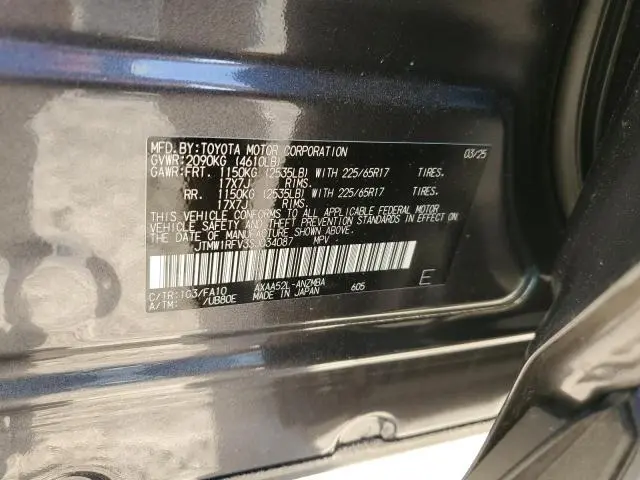 MFD.BY:TOYOTA MOTOR CORPORATION 03/25
GVWR:2090KG (4610LB)
GAWR:FRT. 1150KG (2535LB) WITH 225/65R17 TIRES.
17X7J RIMS.
RR. 1150KG (2535LB) WITH 225/65R17 TIRES.
17X7J RIMS.
THIS VEHICLE CONFORMS TO ALL APPLICABLE FEDERAL MOTOR
VEHICLE SAFETY AND THEFT PREVENTION STANDARDS IN EFFECT ON
THE DATE OF MANUFACTURE SHOWN ABOVE.
MPV
C/TR:1G3/FA10 AXAA52L-ANZMBA 605 E
A/TM: /UB80E MADE IN JAPAN